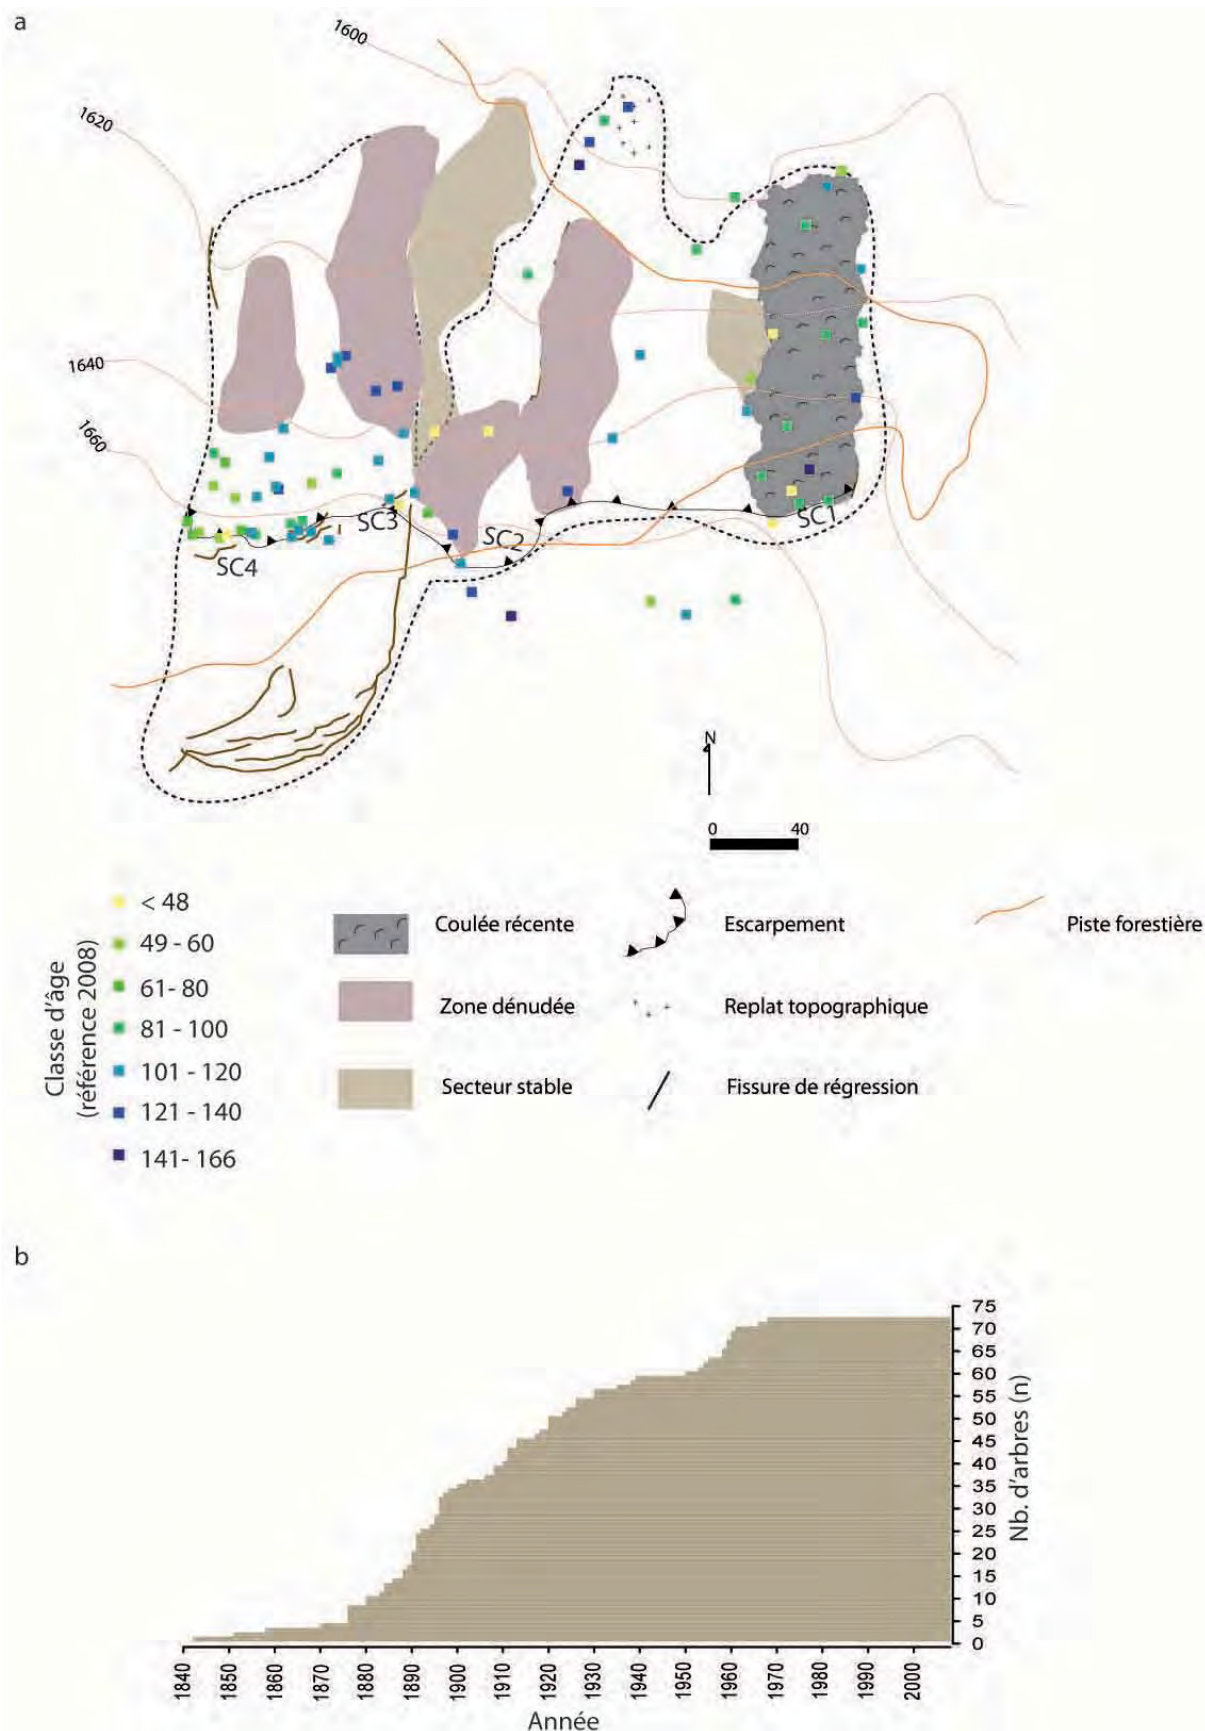 a
1600
1620
1640
1660
SC1
SC2
SC3
SC4
N
0 40
Classe d'âge
(référence 2008)
< 48
49 - 60
61- 80
81 - 100
101 - 120
121 - 140
141- 166
Coulée récente
Zone dénudée
Secteur stable
Escarpement
Replat topographique
Fissure de régression
Piste forestière
b
75
70
65
60
55
50
45
40
35
30
25
20
15
10
5
0
Nb. d'arbres (n)
1840 1850 1860 1870 1880 1890 1900 1910 1920 1930 1940 1950 1960 1970 1980 1990 2000
Année